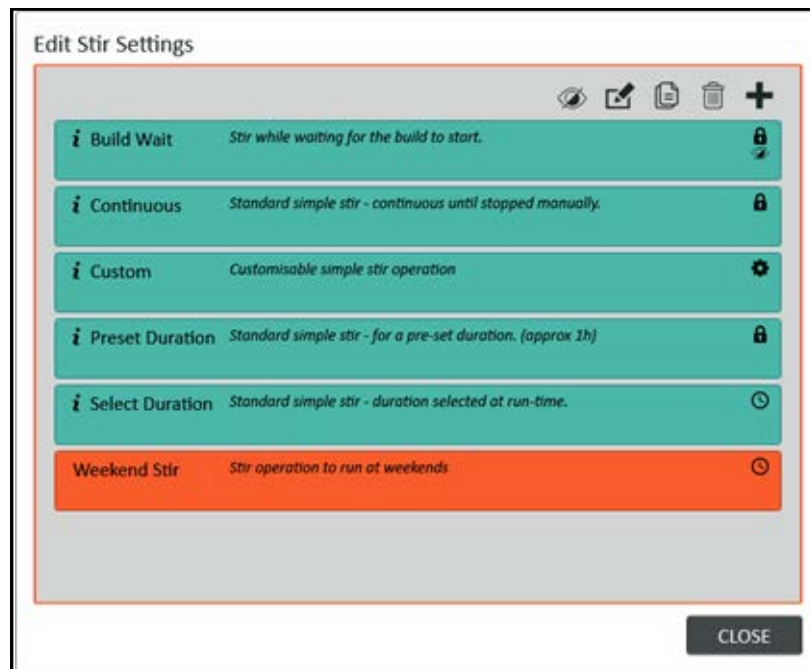 Edit Stir Settings
i Build Wait Stir while waiting for the build to start.
i Continuous Standard simple stir - continuous until stopped manually.
i Custom Customisable simple stir operation
i Preset Duration Standard simple stir - for a pre-set duration. (approx 1h)
i Select Duration Standard simple stir - duration selected at run-time.
Weekend Stir Stir operation to run at weekends
CLOSE